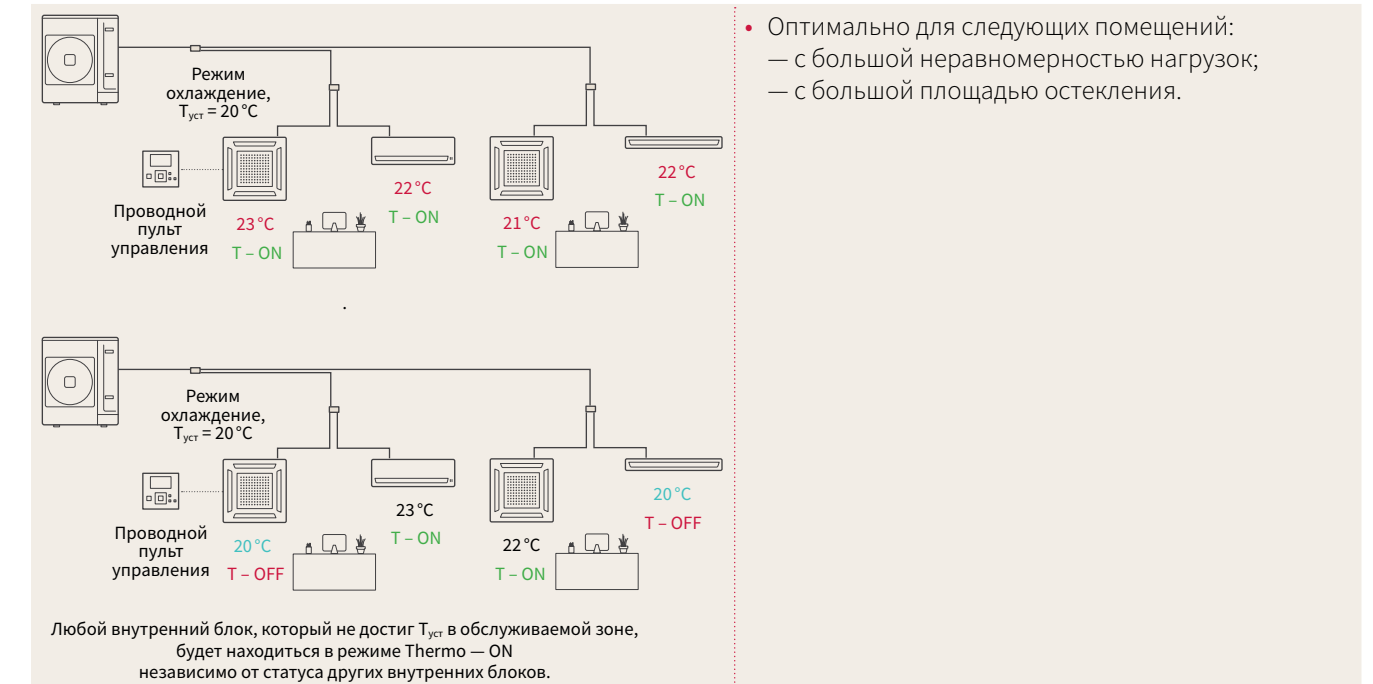 Режим
охлаждение,
Tуст = 20 °C
Проводной
пульт
управления
23 °C
T – ON
22 °C
T – ON
21 °C
T – ON
22 °C
T – ON
.
Режим
охлаждение,
Tуст = 20 °C
Проводной
пульт
управления
20 °C
T – OFF
23 °C
T – ON
22 °C
T – ON
20 °C
T – OFF
Любой внутренний блок, который не достиг Tуст в обслуживаемой зоне,
будет находиться в режиме Thermo — ON
независимо от статуса других внутренних блоков.
• Оптимально для следующих помещений:
— с большой неравномерностью нагрузок;
— с большой площадью остекления.